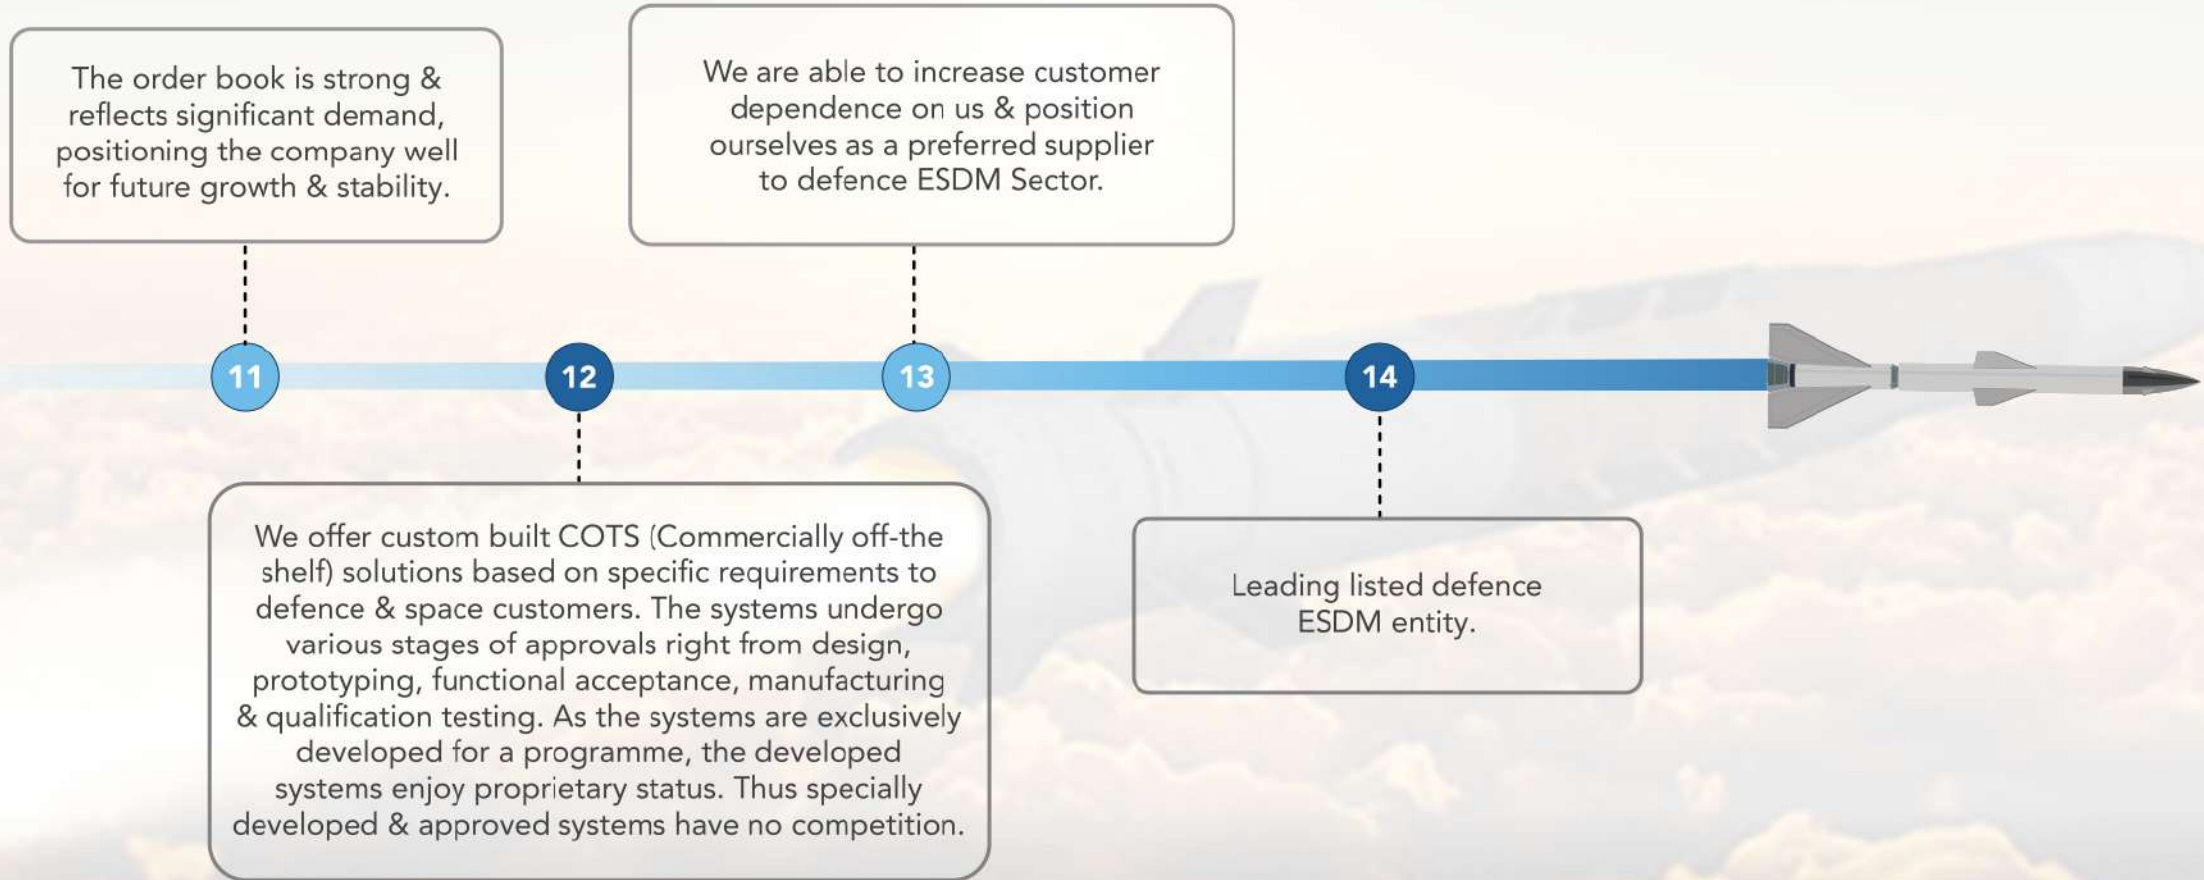 The order book is strong &
reflects significant demand,
positioning the company well
for future growth & stability.
We are able to increase customer
dependence on us & position
ourselves as a preferred supplier
to defence ESDM Sector.
11
12
13
14
We offer custom built COTS (Commercially off-the
shelf) solutions based on specific requirements to
defence & space customers. The systems undergo
various stages of approvals right from design,
prototyping, functional acceptance, manufacturing
& qualification testing. As the systems are exclusively
developed for a programme, the developed
systems enjoy proprietary status. Thus specially
developed & approved systems have no competition.
Leading listed defence
ESDM entity.